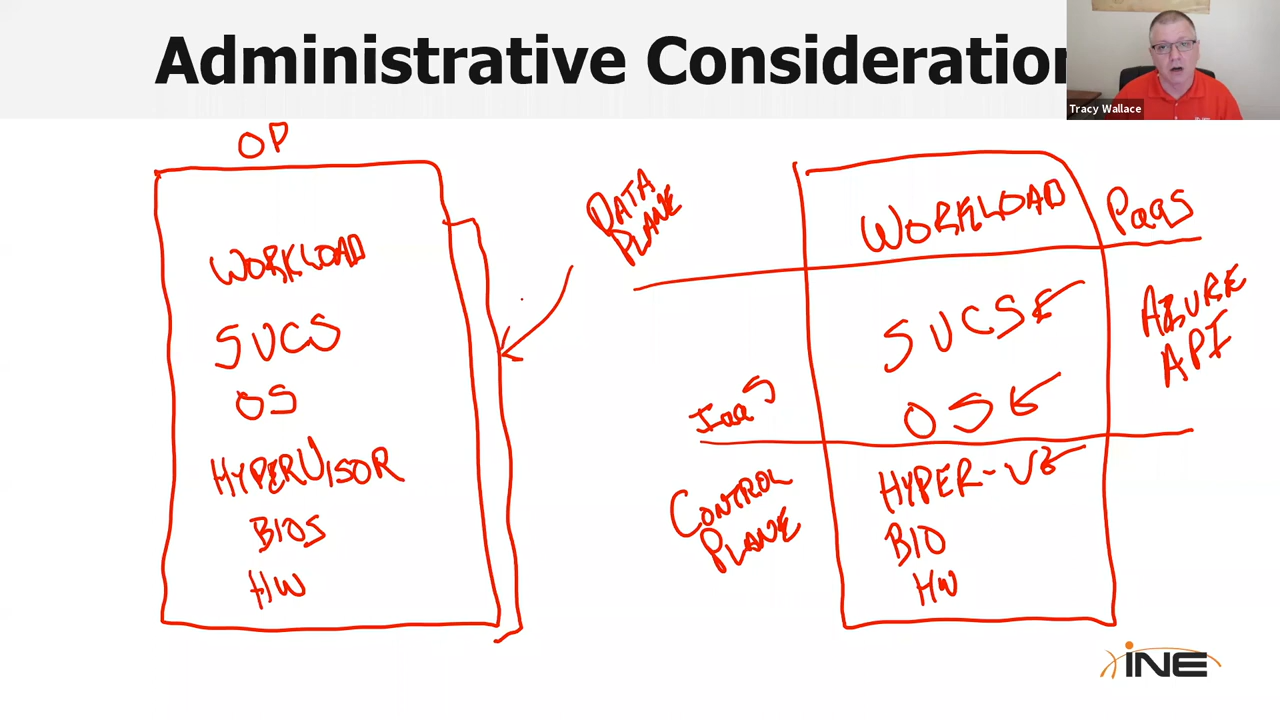 Administrative Consideration
Tracy Wallace
OP
WORKLOAD
SVCS
OS
HYPERVISOR
BIOS
HW
DATA
PLANE
WORKLOAD
PaaS
SVCS
AZURE
API
OS
IaaS
CONTROL
PLANE
HYPER-V
BIO
HW
iNE